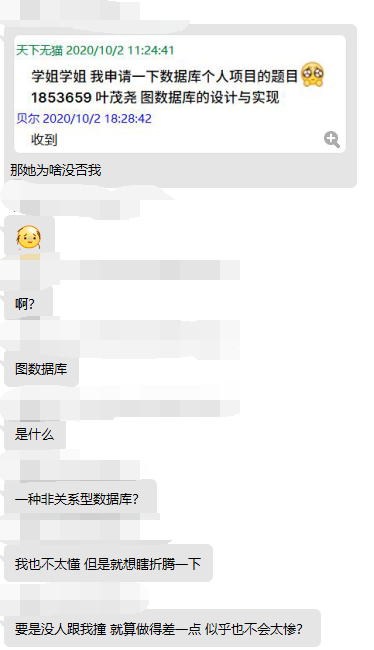 天下无猫 2020/10/2 11:24:41
学姐学姐 我申请一下数据库个人项目的题目
1853659 叶茂尧 图数据库的设计与实现
贝尔 2020/10/2 18:28:42
收到
那她为啥没否我
啊?
图数据库
是什么
一种非关系型数据库?
我也不太懂 但是就想瞎折腾一下
要是没人跟我撞 就算做得差一点 似乎也不会太惨?